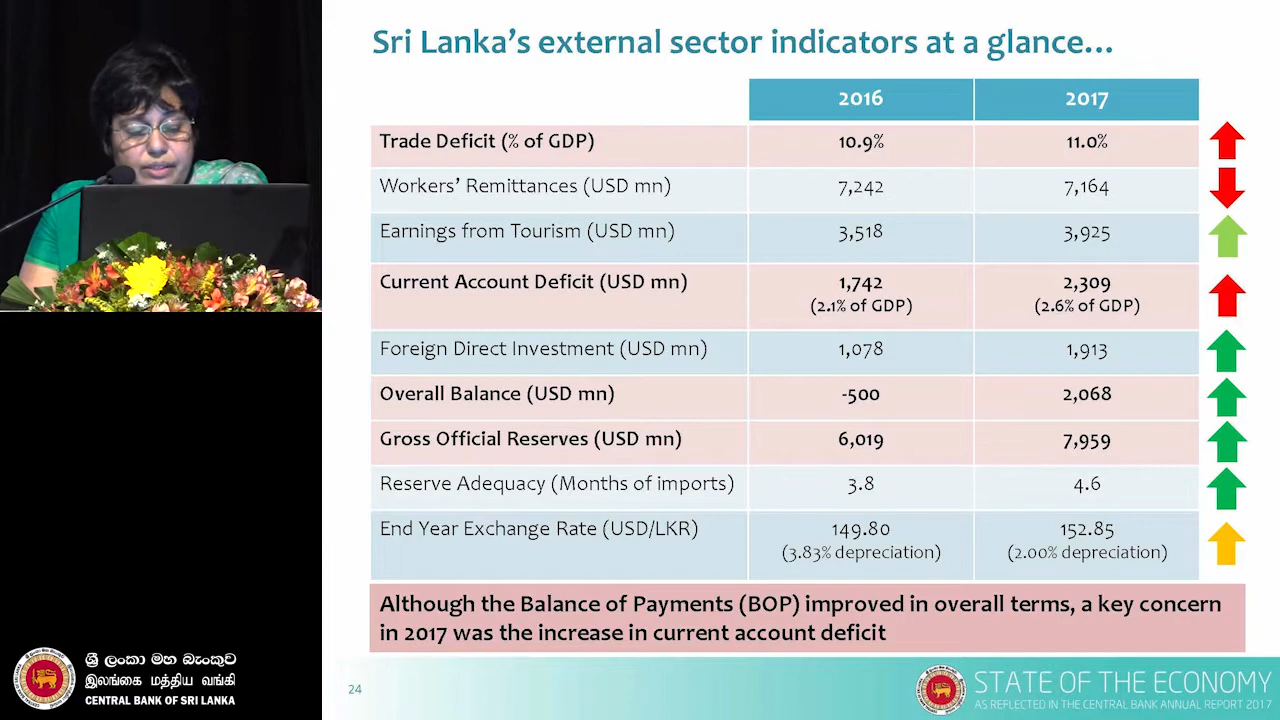 Sri Lanka's external sector indicators at a glance...
2016 2017
Trade Deficit (% of GDP) 10.9% 11.0%
Workers' Remittances (USD mn) 7,242 7,164
Earnings from Tourism (USD mn) 3,518 3,925
Current Account Deficit (USD mn) 1,742 2,309
(2.1% of GDP) (2.6% of GDP)
Foreign Direct Investment (USD mn) 1,078 1,913
Overall Balance (USD mn) -500 2,068
Gross Official Reserves (USD mn) 6,019 7,959
Reserve Adequacy (Months of imports) 3.8 4.6
End Year Exchange Rate (USD/LKR) 149.80 152.85
(3.83% depreciation) (2.00% depreciation)
Although the Balance of Payments (BOP) improved in overall terms, a key concern
in 2017 was the increase in current account deficit
ශ්‍රී ලංකා මහ බැංකුව
இலங்கை மத்திய வங்கி
CENTRAL BANK OF SRI LANKA
24
STATE OF THE ECONOMY
AS REFLECTED IN THE CENTRAL BANK ANNUAL REPORT 2017